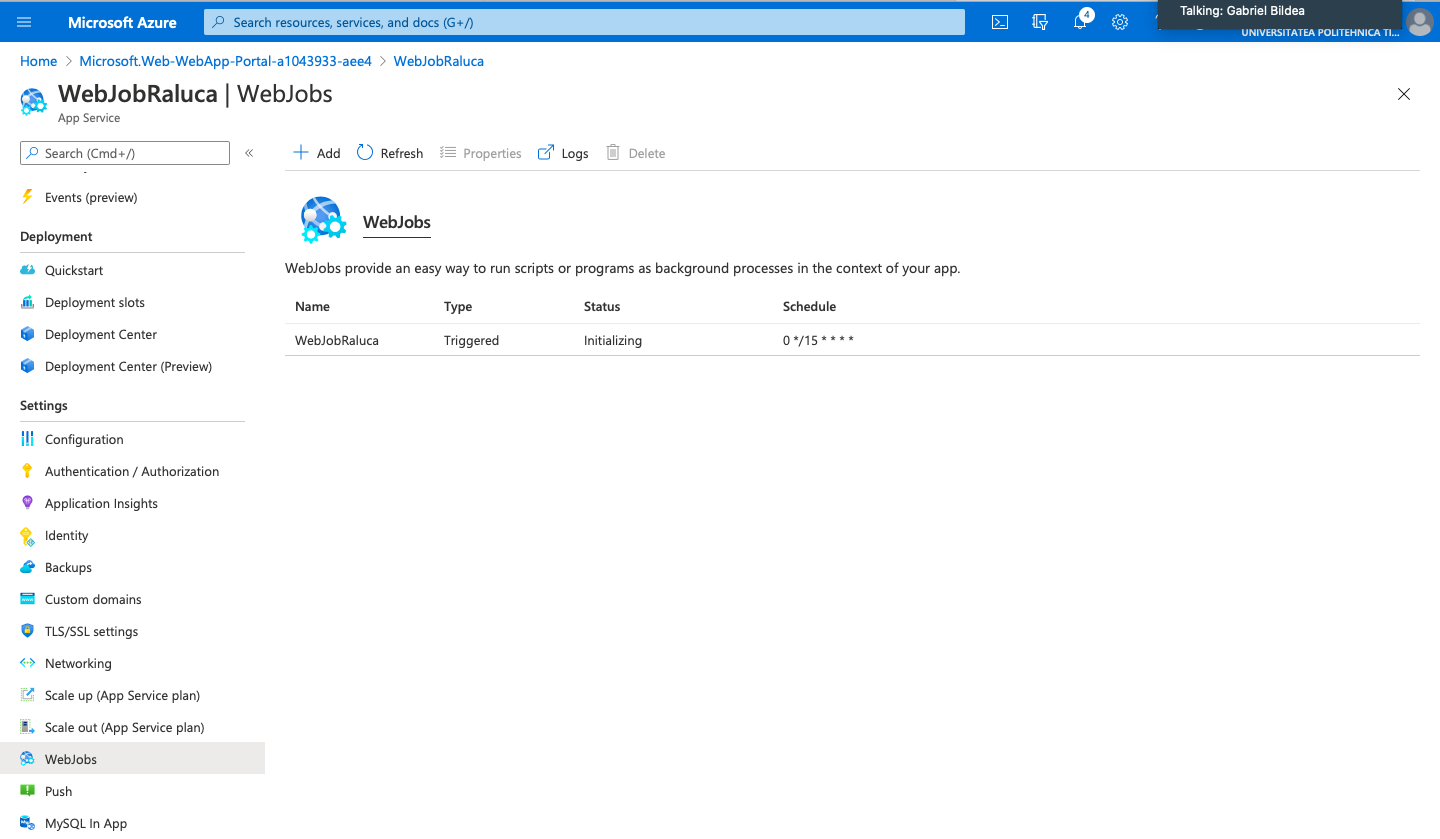 Microsoft Azure
Search resources, services, and docs (G+/)
4
Talking: Gabriel Bildea
UNIVERSITATEA POLITEHNICA TI...
Home > Microsoft.Web-WebApp-Portal-a1043933-aee4 > WebJobRaluca
WebJobRaluca | WebJobs
App Service
Search (Cmd+/)
«
Add
Refresh
Properties
Logs
Delete
Events (preview)
Deployment
Quickstart
Deployment slots
Deployment Center
Deployment Center (Preview)
Settings
Configuration
Authentication / Authorization
Application Insights
Identity
Backups
Custom domains
TLS/SSL settings
Networking
Scale up (App Service plan)
Scale out (App Service plan)
WebJobs
Push
MySQL In App
WebJobs
WebJobs provide an easy way to run scripts or programs as background processes in the context of your app.
Name Type Status Schedule
WebJobRaluca Triggered Initializing 0 */15 * * * *